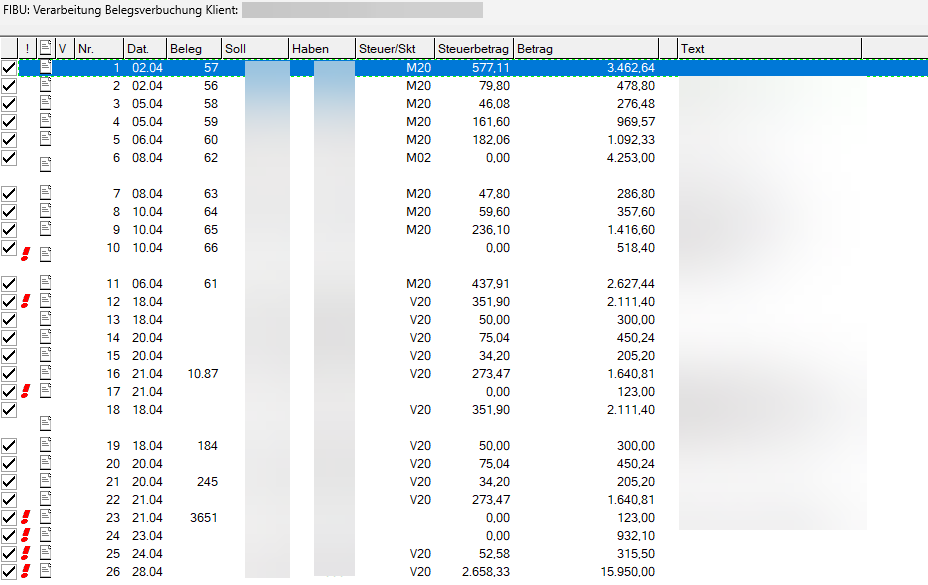 FIBU: Verarbeitung Belegsverbuchung Klient:
! V Nr. Dat. Beleg Soll Haben Steuer/Skt Steuerbetrag Betrag Text
1 02.04 57 M20 577,11 3.462,64
2 02.04 56 M20 79,80 478,80
3 05.04 58 M20 46,08 276,48
4 05.04 59 M20 161,60 969,57
5 06.04 60 M20 182,06 1.092,33
6 08.04 62 M02 0,00 4.253,00
7 08.04 63 M20 47,80 286,80
8 10.04 64 M20 59,60 357,60
9 10.04 65 M20 236,10 1.416,60
10 10.04 66 0,00 518,40
11 06.04 61 M20 437,91 2.627,44
12 18.04 V20 351,90 2.111,40
13 18.04 V20 50,00 300,00
14 20.04 V20 75,04 450,24
15 20.04 V20 34,20 205,20
16 21.04 10.87 V20 273,47 1.640,81
17 21.04 0,00 123,00
18 18.04 V20 351,90 2.111,40
19 18.04 184 V20 50,00 300,00
20 20.04 V20 75,04 450,24
21 20.04 245 V20 34,20 205,20
22 21.04 V20 273,47 1.640,81
23 21.04 3651 0,00 123,00
24 23.04 0,00 932,10
25 24.04 V20 52,58 315,50
26 28.04 V20 2.658,33 15.950,00